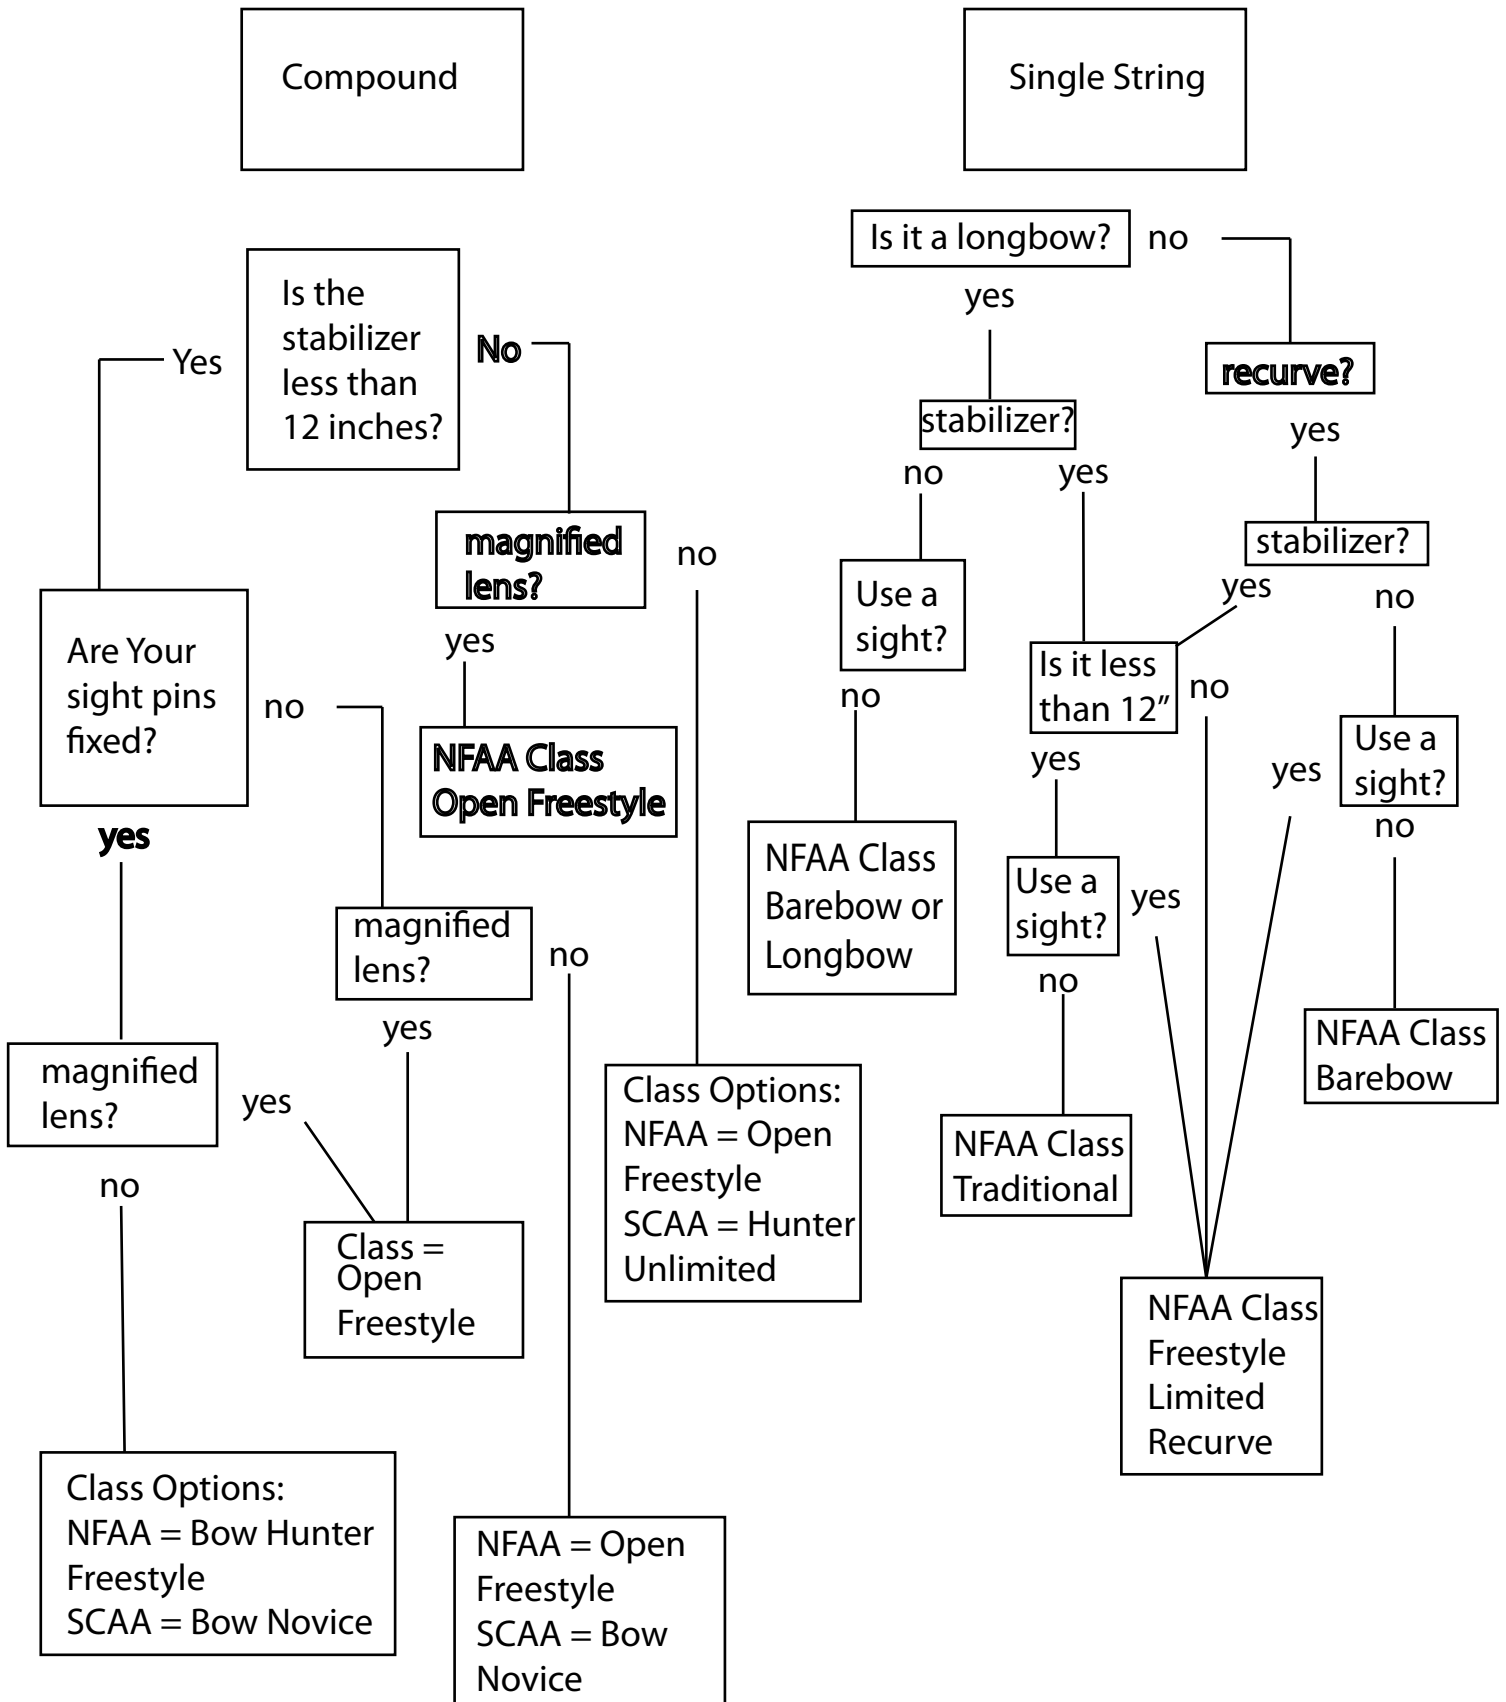 Compound
Is the
stabilizer
less than
12 inches?
Yes
No
magnified
lens?
no
yes
NFAA Class
Open Freestyle
Are Your
sight pins
fixed?
no
yes
magnified
lens?
no
yes
magnified
lens?
yes
no
Class =
Open
Freestyle
Class Options:
NFAA = Open
Freestyle
SCAA = Hunter
Unlimited
Class Options:
NFAA = Bow Hunter
Freestyle
SCAA = Bow Novice
NFAA = Open
Freestyle
SCAA = Bow
Novice
Single String
Is it a longbow?
no
yes
recurve?
yes
stabilizer?
no
yes
stabilizer?
yes
no
Use a
sight?
no
Is it less
than 12”
no
yes
Use a
sight?
yes
no
NFAA Class
Barebow or
Longbow
Use a
sight?
yes
no
NFAA Class
Barebow
NFAA Class
Traditional
NFAA Class
Freestyle
Limited
Recurve